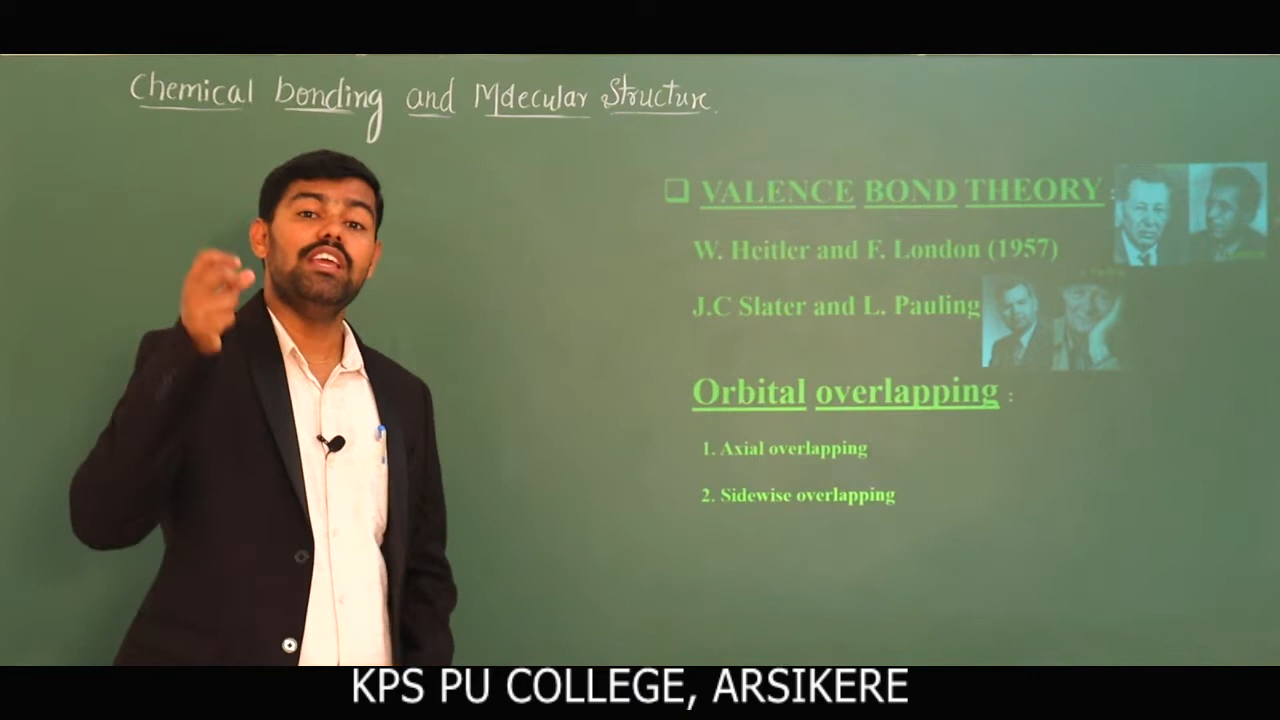 Chemical bonding and Molecular Structure.
❑ VALENCE BOND THEORY :
W. Heitler and F. London (1957)
J.C Slater and L. Pauling
Orbital overlapping :
1. Axial overlapping
2. Sidewise overlapping
KPS PU COLLEGE, ARSIKERE